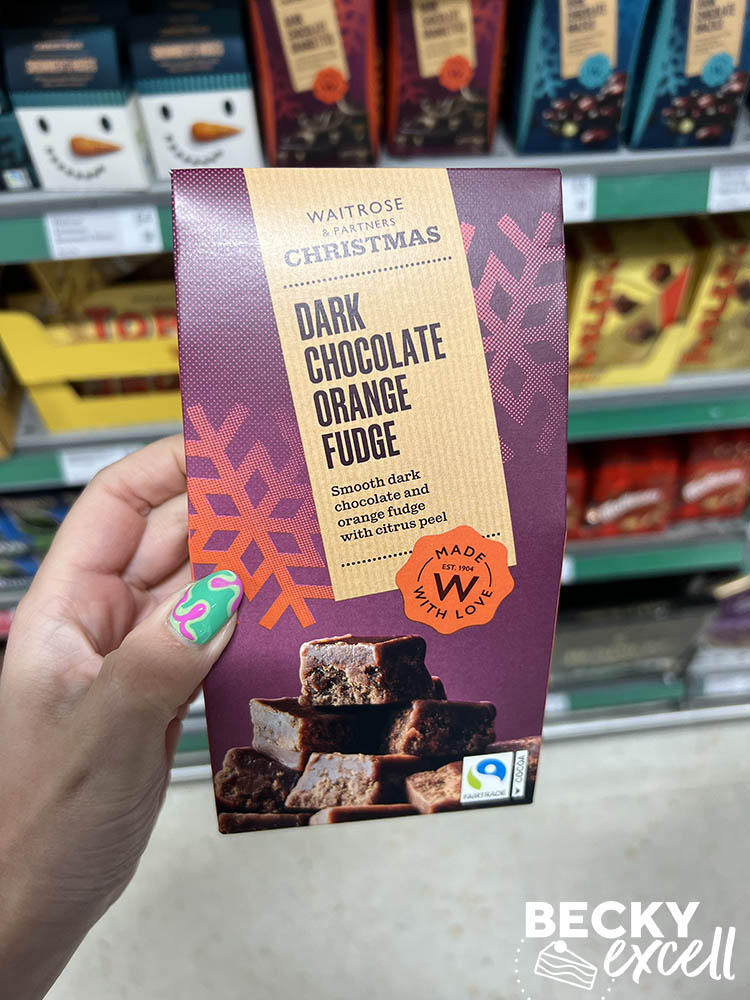 WAITROSE
& PARTNERS
CHRISTMAS
DARK
CHOCOLATE
ORANGE
FUDGE
Smooth dark
chocolate and
orange fudge
with citrus peel
MADE
EST. 1904
W
WITH LOVE
FAIRTRADE
COCOA
BECKY
excell